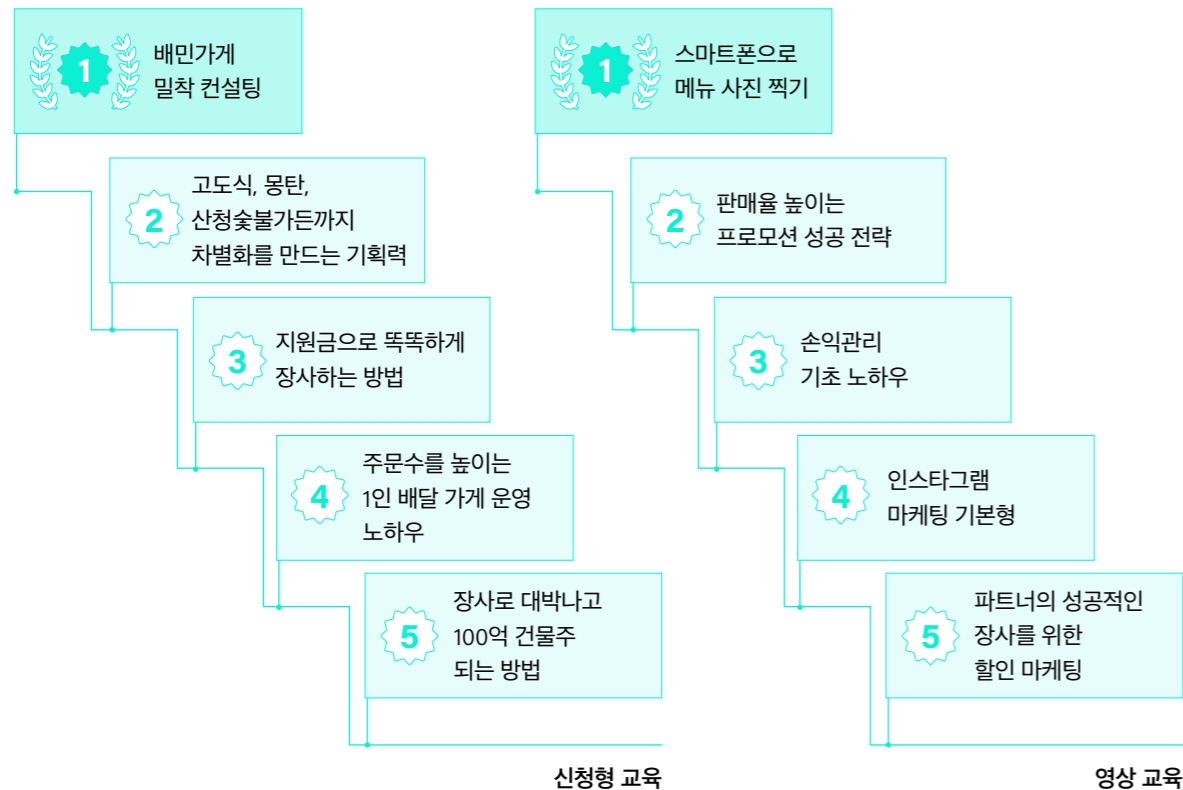 1
배민가게
밀착 컨설팅
2
고도식, 몽탄,
산청숯불가든까지
차별화를 만드는 기획력
3
지원금으로 똑똑하게
장사하는 방법
4
주문수를 높이는
1인 배달 가게 운영
노하우
5
장사로 대박나고
100억 건물주
되는 방법
신청형 교육
1
스마트폰으로
메뉴 사진 찍기
2
판매율 높이는
프로모션 성공 전략
3
손익관리
기초 노하우
4
인스타그램
마케팅 기본형
5
파트너의 성공적인
장사를 위한
할인 마케팅
영상 교육